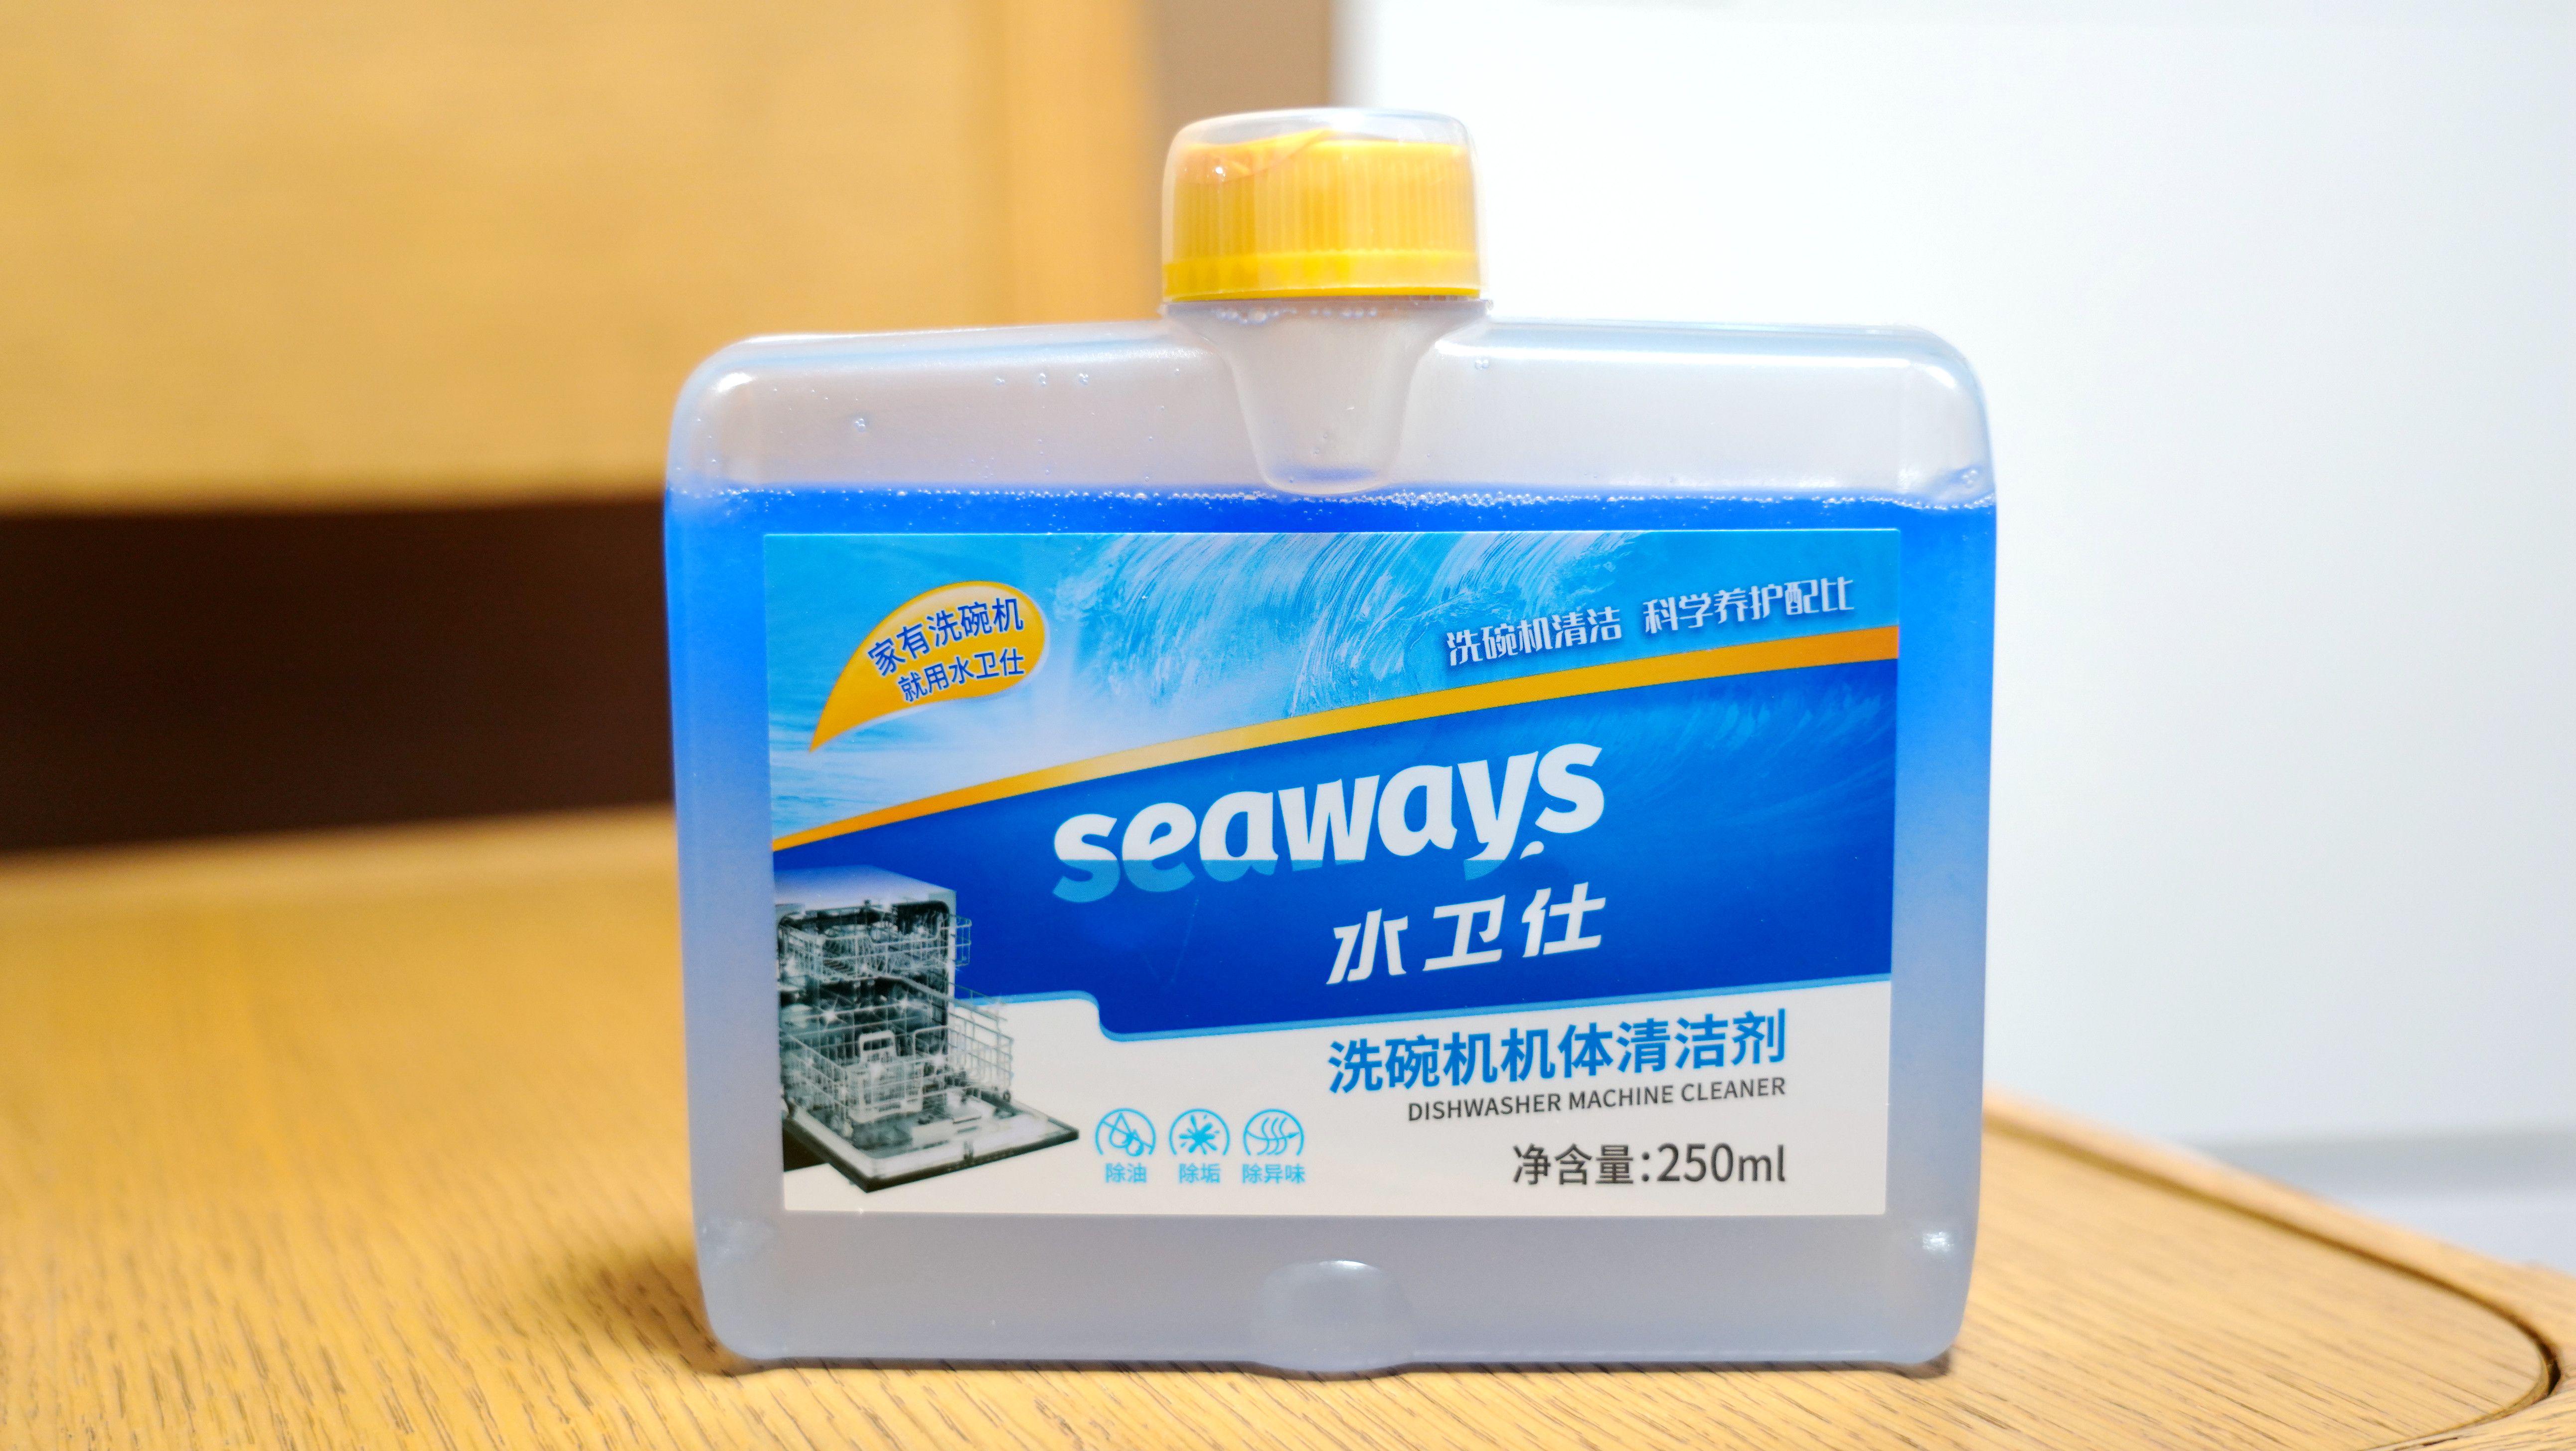 家有洗碗机
就用水卫仕
洗碗机清洁 科学养护配比
seaways
水卫仕
洗碗机机体清洁剂
DISHWASHER MACHINE CLEANER
除油 除垢 除异味
净含量:250ml